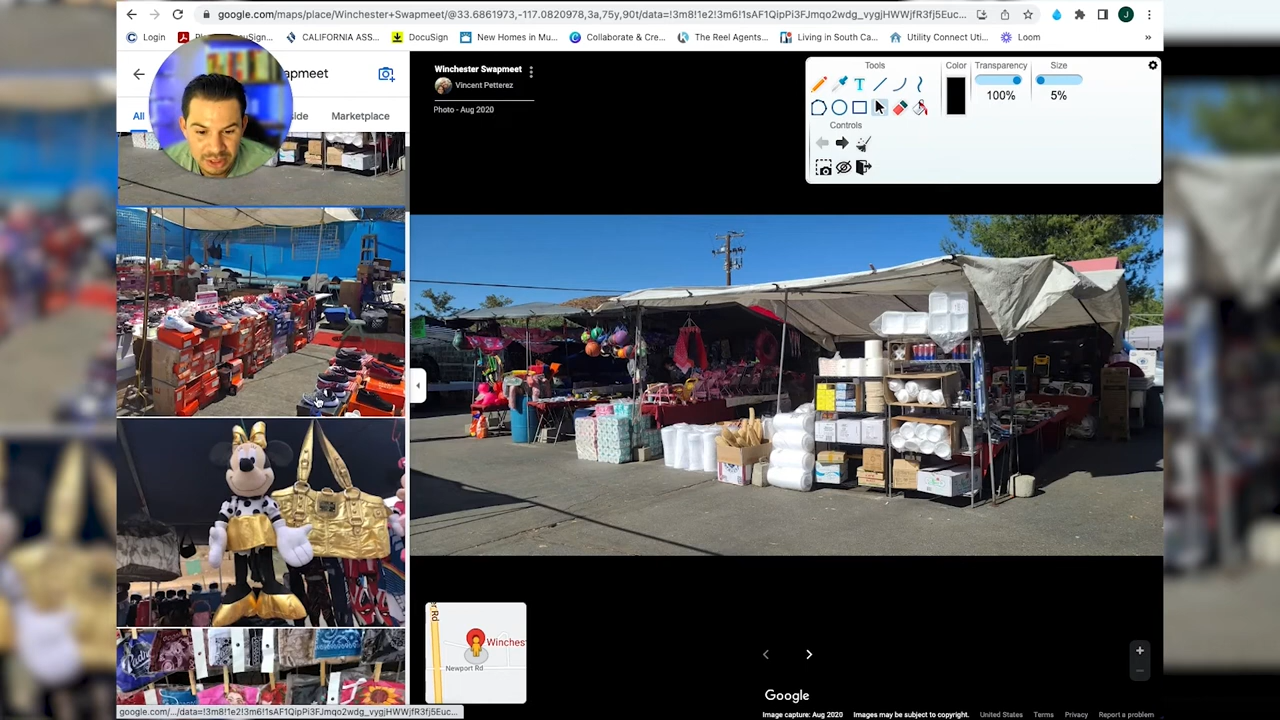 google.com/maps/place/Winchester+Swapmeet/@33.6861973,-117.0820978,3a,75y,90t/data=!3m8!1e2!3m6!1sAF1QipPi3FJmqo2wdg_vygjHWWjfR3fj5Euc...
Login
DocuSign
CALIFORNIA ASS...
DocuSign
New Homes in Mu...
Collaborate & Cre...
The Reel Agents...
Living in South Ca...
Utility Connect Uti...
Loom
»
J
apmeet
All
side
Marketplace
Winchester Swapmeet
Vincent Petterez
Photo - Aug 2020
Tools
Color
Transparency
Size
T
100%
5%
Controls
Rd
Winches
Newport Rd
Google
Image capture: Aug 2020
Images may be subject to copyright.
United States
Terms
Privacy
Report a problem
google.com/.../data=!3m8!1e2!3m6!1sAF1QipPi3FJmqo2wdg_vygjHWWjfR3fj5Euc...